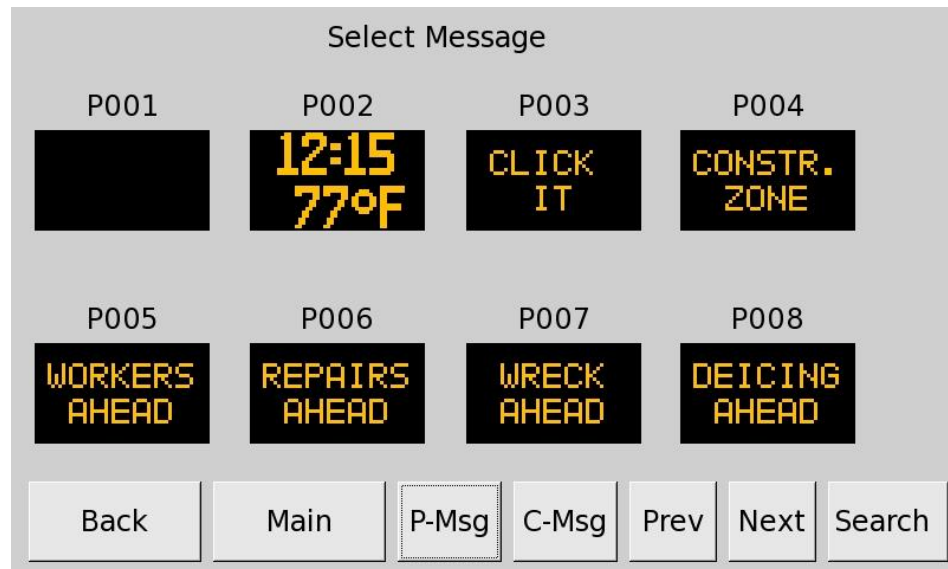 Select Message
P001 P002 P003 P004
12:15
77°F
CLICK
IT
CONSTR.
ZONE
P005 P006 P007 P008
WORKERS
AHEAD
REPAIRS
AHEAD
WRECK
AHEAD
DEICING
AHEAD
Back Main P-Msg C-Msg Prev Next Search